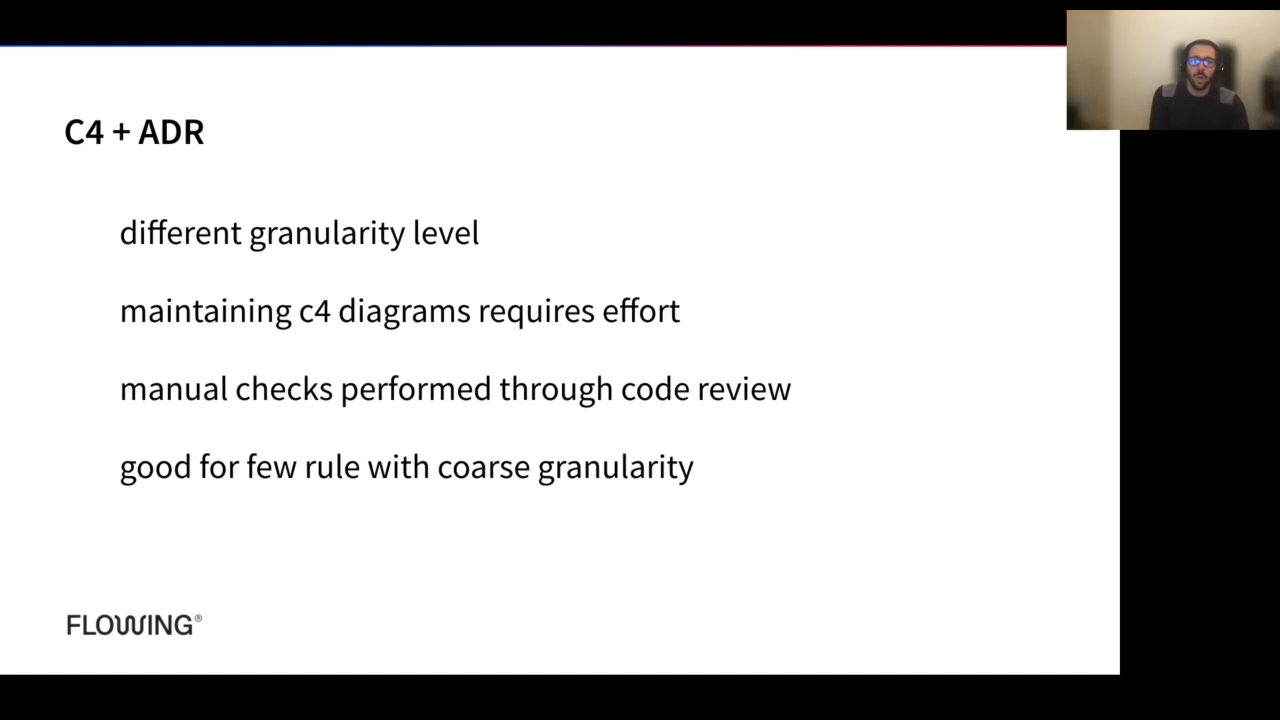 C4 + ADR
different granularity level
maintaining c4 diagrams requires effort
manual checks performed through code review
good for few rule with coarse granularity
FLOWING®